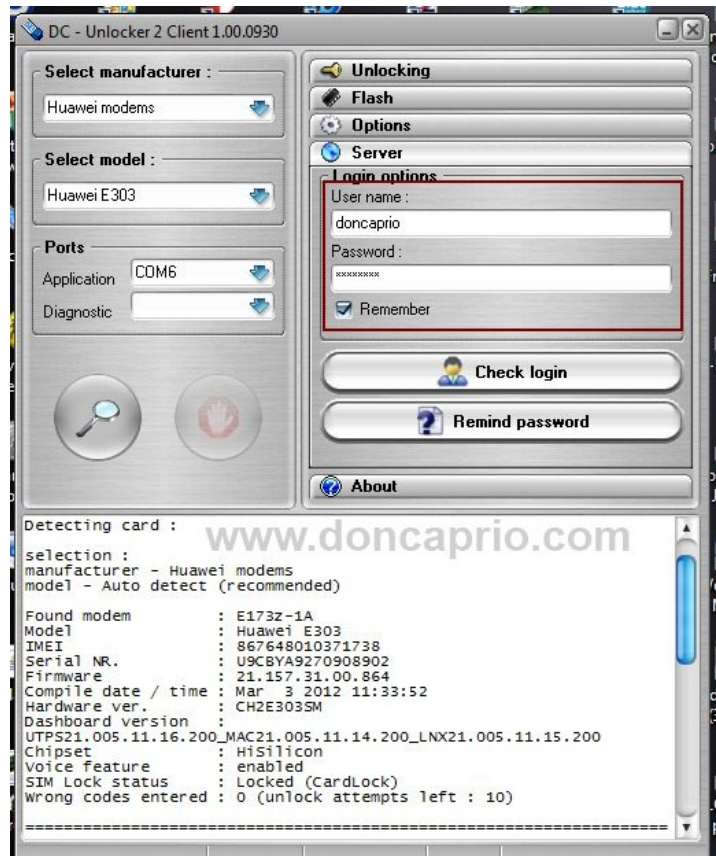 DC - Unlocker 2 Client 1.00.0930
Select manufacturer :
Huawei modems
Select model :
Huawei E303
Ports
Application COM6
Diagnostic
Unlocking
Flash
Options
Server
Login options
User name :
doncaprio
Password :
xxxxxxxx
Remember
Check login
Remind password
About
www.doncaprio.com
Detecting card :
selection :
manufacturer - Huawei modems
model - Auto detect (recommended)
Found modem : E173z-1A
Model : Huawei E303
IMEI : 867648010371738
Serial NR. : U9CBYA9270908902
Firmware : 21.157.31.00.864
Compile date / time : Mar 3 2012 11:33:52
Hardware ver. : CH2E303SM
Dashboard version :
UTPS21.005.11.16.200_MAC21.005.11.14.200_LNX21.005.11.15.200
Chipset : HiSilicon
Voice feature : enabled
SIM Lock status : Locked (CardLock)
Wrong codes entered : 0 (unlock attempts left : 10)
===================================================================